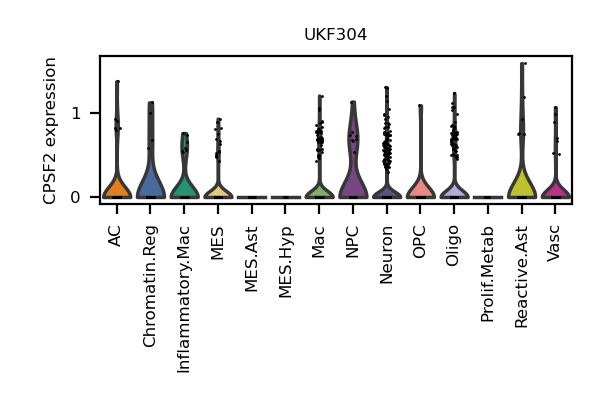 UKF304
CPSF2 expression
1
0
AC
Chromatin.Reg
Inflammatory.Mac
MES
MES.Ast
MES.Hyp
Mac
NPC
Neuron
OPC
Oligo
Prolif.Metab
Reactive.Ast
Vasc